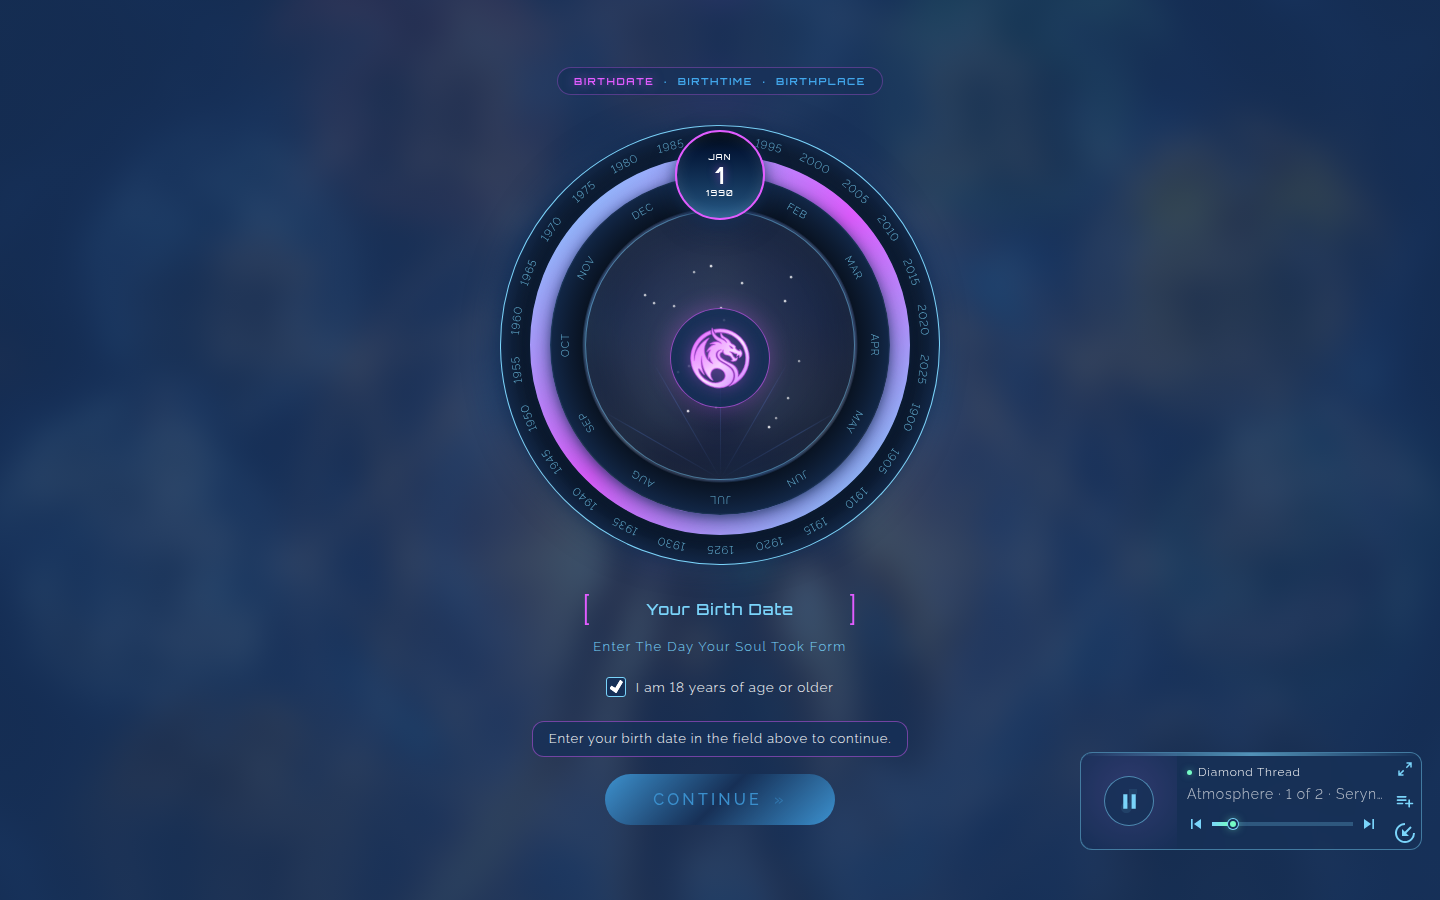 BIRTHDATE · BIRTHTIME · BIRTHPLACE
JAN
1
1990
1995
2000
2005
2010
2015
2020
2025
1900
1905
1910
1915
1920
1925
1930
1935
1940
1945
1950
1955
1960
1965
1970
1975
1980
1985
FEB
MAR
APR
MAY
JUN
JUL
AUG
SEP
OCT
NOV
DEC
[ Your Birth Date ]
Enter The Day Your Soul Took Form
I am 18 years of age or older
Enter your birth date in the field above to continue.
CONTINUE »
Diamond Thread
Atmosphere · 1 of 2 · Seryn...